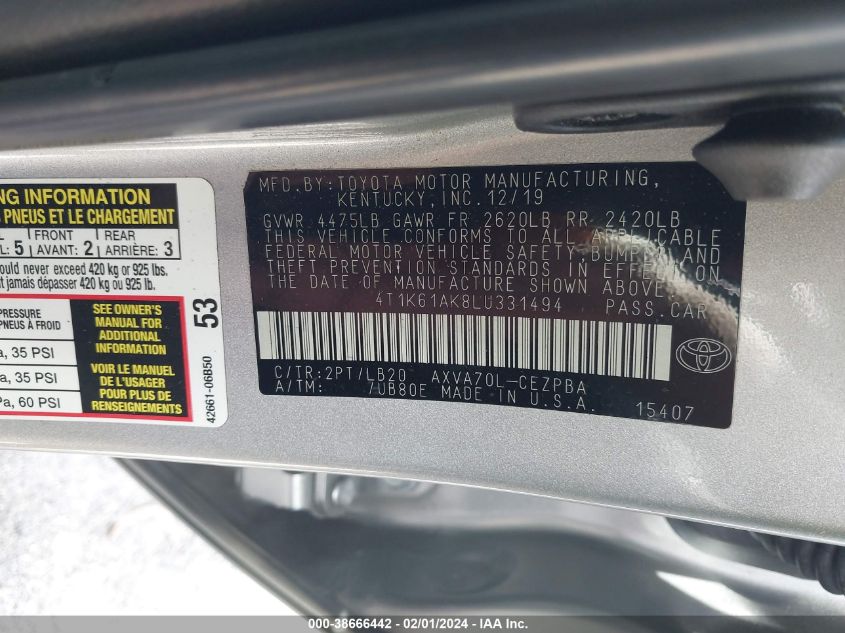 NG INFORMATION
PNEUS ET LE CHARGEMENT
L: 5 FRONT AVANT: 2 REAR ARRIÈRE: 3
ould never exceed 420 kg or 925 lbs.
t jamais dépasser 420 kg ou 925 lb.
PRESSURE
PNEUS À FROID
a, 35 PSI
a, 35 PSI
Pa, 60 PSI
SEE OWNER'S
MANUAL FOR
ADDITIONAL
INFORMATION
VOIR LE MANUEL
DE L'USAGER
POUR PLUS DE
RENSEIGNEMENTS
53
42661-06B50
MFD. BY: TOYOTA MOTOR MANUFACTURING,
KENTUCKY, INC. 12/19
GVWR 4475LB GAWR FR 2620LB RR 2420LB
THIS VEHICLE CONFORMS TO ALL APPLICABLE
FEDERAL MOTOR VEHICLE SAFETY, BUMPER, AND
THEFT PREVENTION STANDARDS IN EFFECT ON
THE DATE OF MANUFACTURE SHOWN ABOVE.
4T1K61AK8LU331494 PASS. CAR
C/TR: 2PT/LB20 AXVA70L-CEZPBA
A/TM: 7UB80E MADE IN U.S.A. 15407
000-38666442 - 02/01/2024 - IAA Inc.